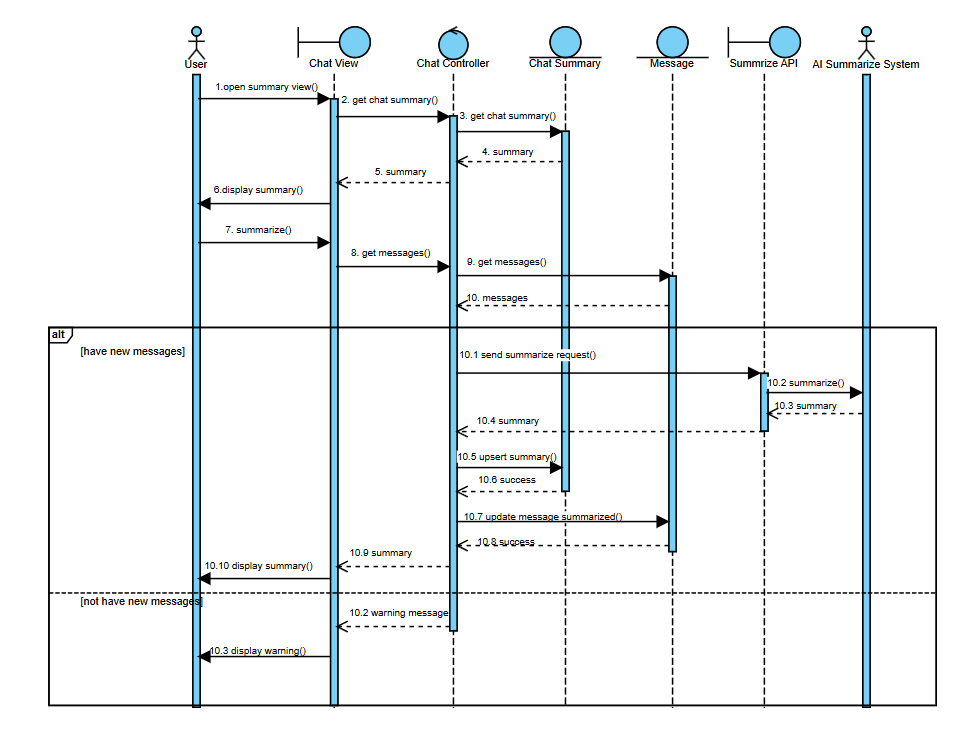 User
Chat View
Chat Controller
Chat Summary
Message
Summrize API
AI Summarize System
1.open summary view()
2. get chat summary()
3. get chat summary()
4. summary
5. summary
6.display summary()
7. summarize()
8. get messages()
9. get messages()
10. messages
alt
[have new messages]
10.1 send summarize request()
10.2 summarize()
10.3 summary
10.4 summary
10.5 upsert summary()
10.6 success
10.7 update message summarized()
10.8 success
10.9 summary
10.10 display summary()
[not have new messages]
10.2 warning message
10.3 display warning()